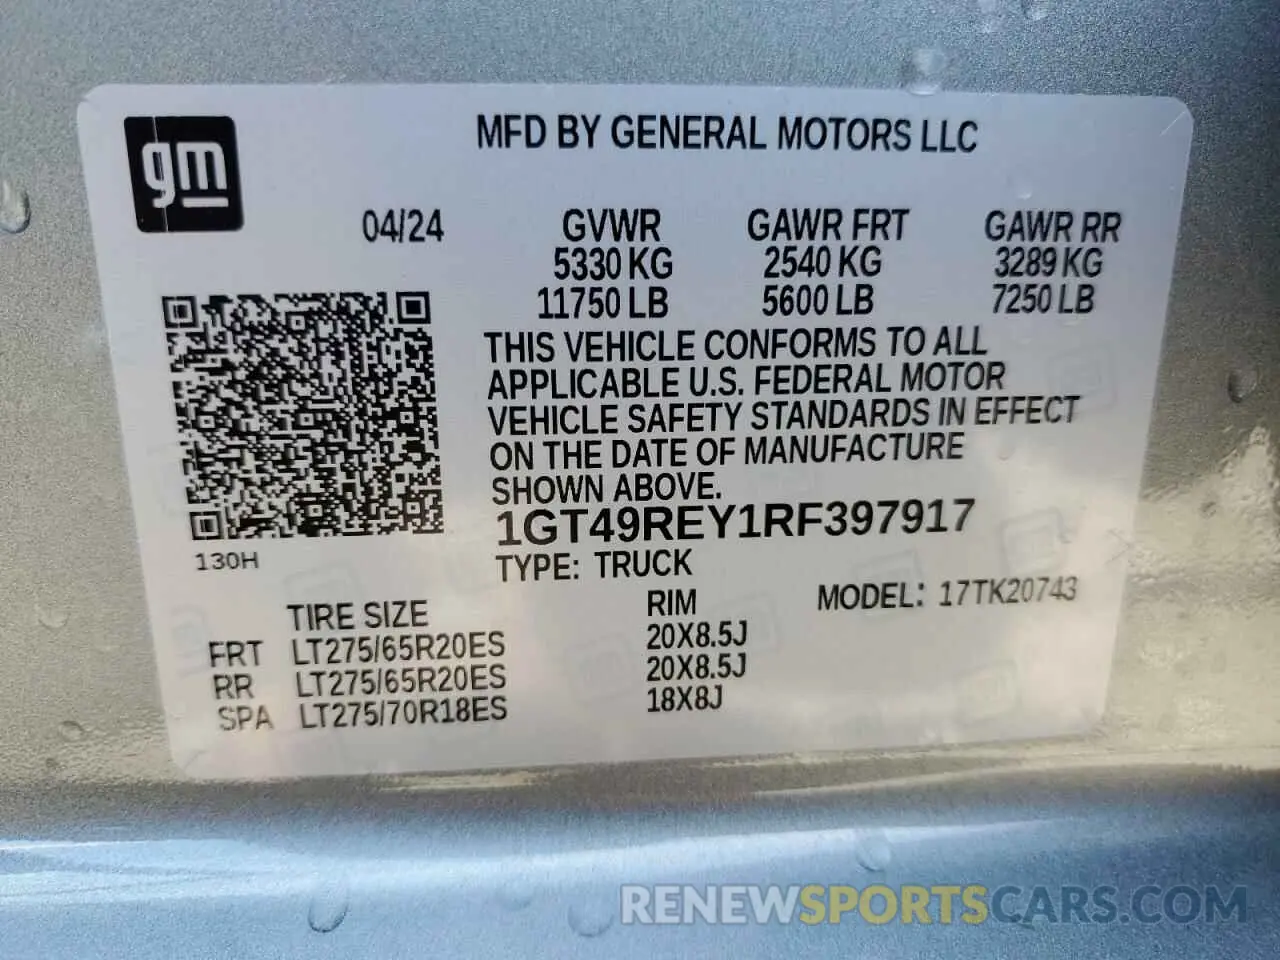 gm
MFD BY GENERAL MOTORS LLC
04/24 GVWR GAWR FRT GAWR RR
5330 KG 2540 KG 3289 KG
11750 LB 5600 LB 7250 LB
THIS VEHICLE CONFORMS TO ALL
APPLICABLE U.S. FEDERAL MOTOR
VEHICLE SAFETY STANDARDS IN EFFECT
ON THE DATE OF MANUFACTURE
SHOWN ABOVE.
1GT49REY1RF397917
130H
TYPE: TRUCK
TIRE SIZE RIM MODEL: 17TK20743
FRT LT275/65R20ES 20X8.5J
RR LT275/65R20ES 20X8.5J
SPA LT275/70R18ES 18X8J
RENEWSPORTSCARS.COM